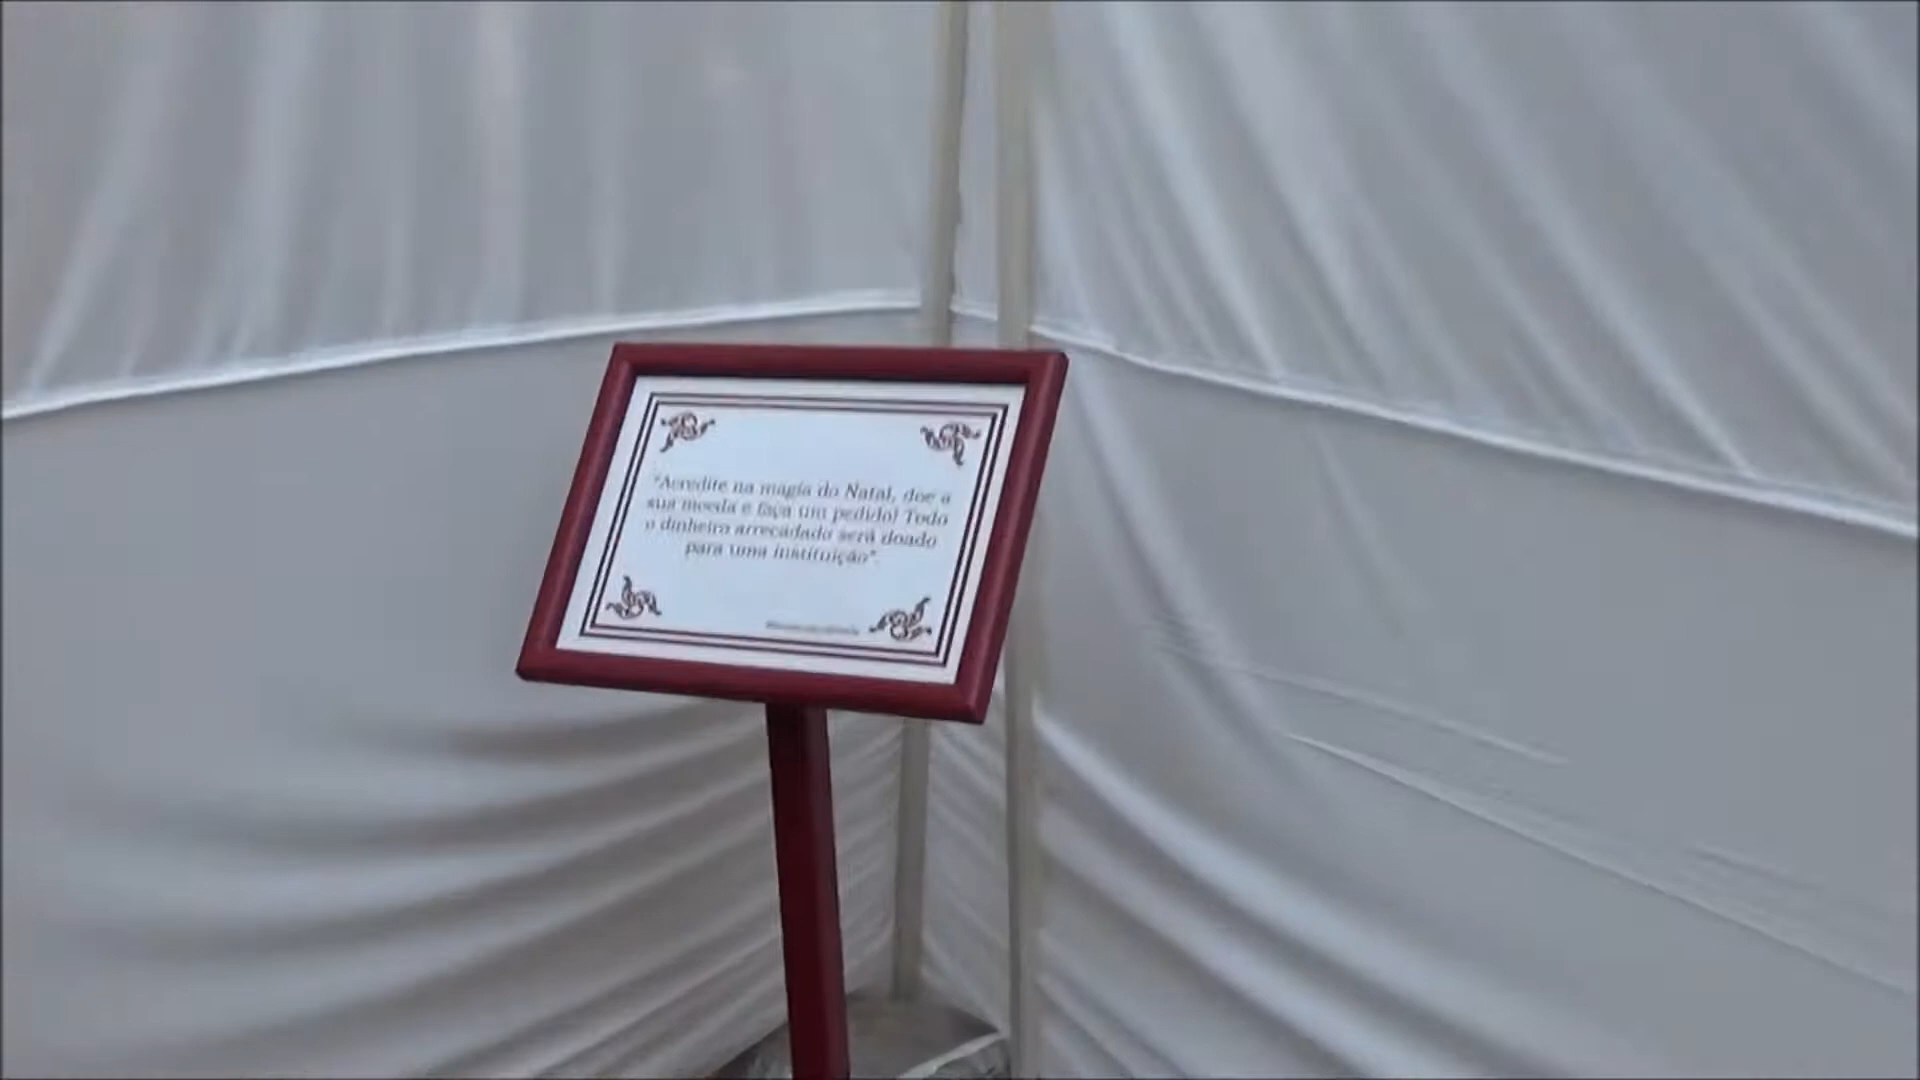 "Acredite na magia do Natal, doe a
sua moeda e faça um pedido! Todo
o dinheiro arrecadado será doado
para uma instituição".